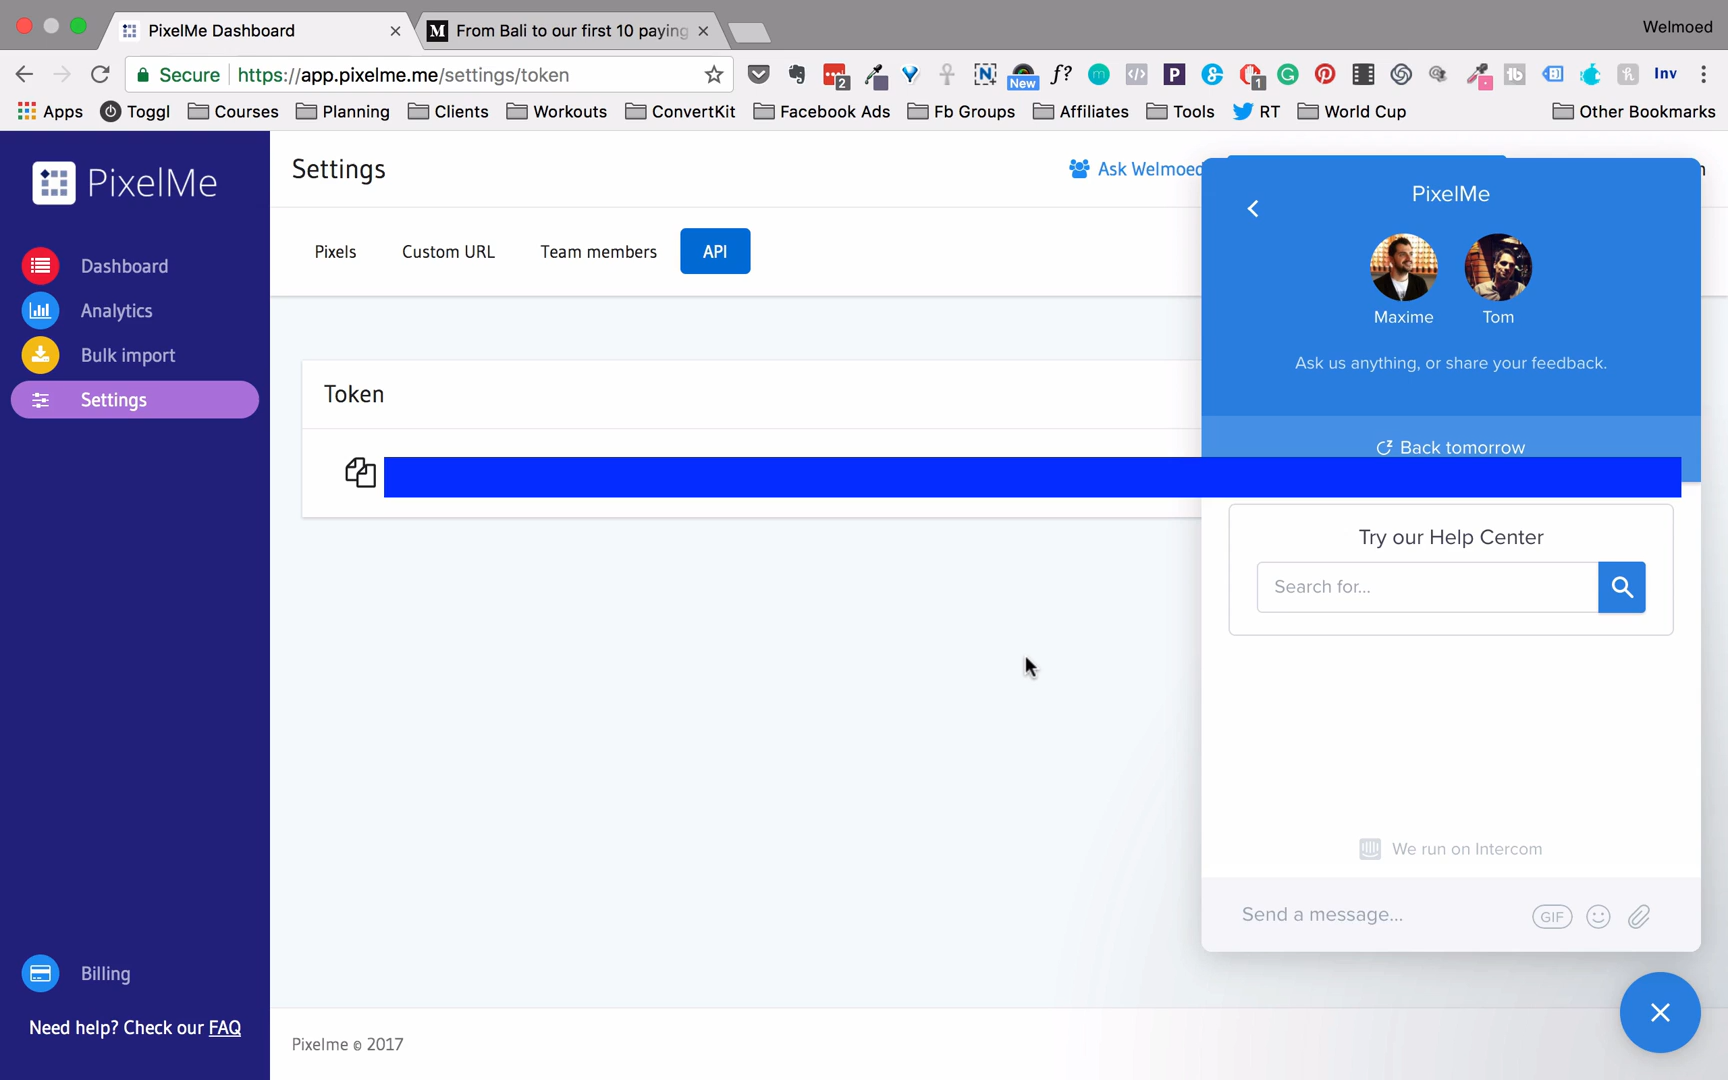 Welmoed
PixelMe Dashboard
From Bali to our first 10 paying
Secure
https://app.pixelme.me/settings/token
2
New
f?
1
Inv
Apps
Toggl
Courses
Planning
Clients
Workouts
ConvertKit
Facebook Ads
Fb Groups
Affiliates
Tools
RT
World Cup
Other Bookmarks
PixelMe
Dashboard
Analytics
Bulk import
Settings
Billing
Need help? Check our FAQ
Settings
Ask Welmoed
Pixels
Custom URL
Team members
API
Token
Pixelme © 2017
PixelMe
Maxime
Tom
Ask us anything, or share your feedback.
Back tomorrow
Try our Help Center
Search for...
We run on Intercom
Send a message...
GIF